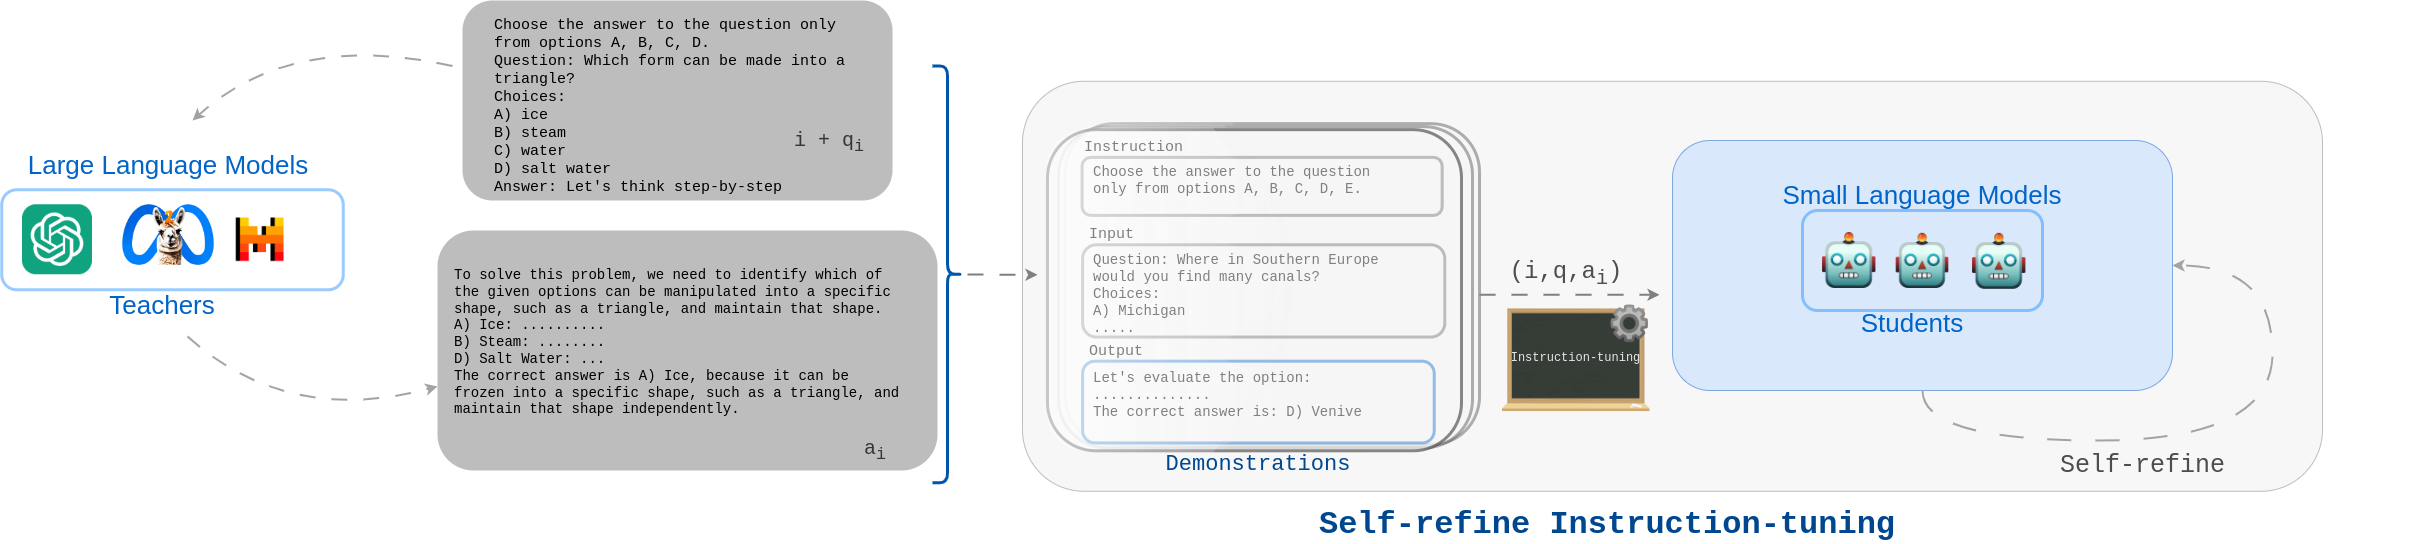 Choose the answer to the question only
from options A, B, C, D.
Question: Which form can be made into a
triangle?
Choices:
A) ice
B) steam
C) water
D) salt water
Answer: Let's think step-by-step
i + qi
Large Language Models
Teachers
To solve this problem, we need to identify which of
the given options can be manipulated into a specific
shape, such as a triangle, and maintain that shape.
A) Ice: ..........
B) Steam: ........
D) Salt Water: ...
The correct answer is A) Ice, because it can be
frozen into a specific shape, such as a triangle, and
maintain that shape independently.
ai
Instruction
Choose the answer to the question
only from options A, B, C, D, E.
Input
Question: Where in Southern Europe
would you find many canals?
Choices:
A) Michigan
.....
Output
Let's evaluate the option:
..............
The correct answer is: D) Venive
Demonstrations
(i,q,ai)
Instruction-tuning
Small Language Models
Students
Self-refine
Self-refine Instruction-tuning